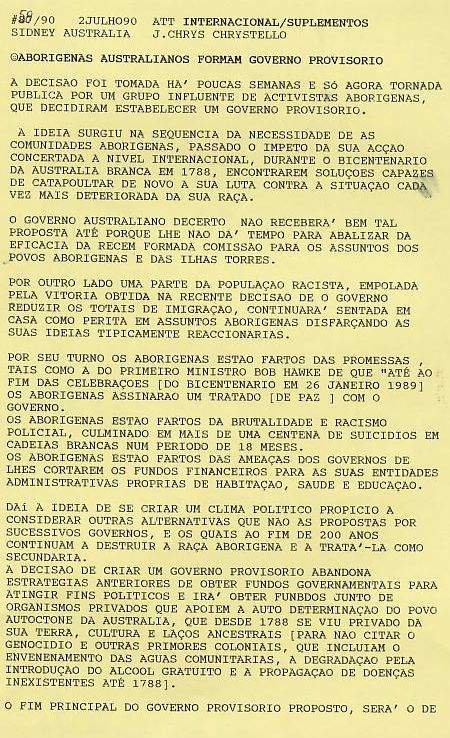 #87/90   2JULHO90  ATT INTERNACIONAL/SUPLEMENTOS
SIDNEY AUSTRALIA   J.CHRYS CHRYSTELLO
©ABORIGENAS AUSTRALIANOS FORMAM GOVERNO PROVISORIO
A DECISAO FOI TOMADA HA' POUCAS SEMANAS E Só AGORA TORNADA
PUBLICA POR UM GRUPO INFLUENTE DE ACTIVISTAS ABORIGENAS,
QUE DECIDIRAM ESTABELECER UM GOVERNO PROVISORIO.
A IDEIA SURGIU NA SEQUENCIA DA NECESSIDADE DE AS
COMUNIDADES ABORIGENAS, PASSADO O IMPETO DA SUA ACÇAO
CONCERTADA A NIVEL INTERNACIONAL, DURANTE O BICENTENARIO
DA AUSTRALIA BRANCA EM 1788, ENCONTRAREM SOLUÇOES CAPAZES
DE CATAPOULTAR DE NOVO A SUA LUTA CONTRA A SITUAÇAO CADA
VEZ MAIS DETERIORADA DA SUA RAÇA.
O GOVERNO AUSTRALIANO DECERTO  NAO RECEBERA' BEM TAL
PROPOSTA ATÉ PORQUE LHE NAO DA' TEMPO PARA ABALIZAR DA
EFICACIA DA RECEM FORMADA COMISSAO PARA OS ASSUNTOS DOS
POVOS ABORIGENAS E DAS ILHAS TORRES.
POR OUTRO LADO UMA PARTE DA POPULAÇAO RACISTA, EMPOLADA
PELA VITORIA OBTIDA NA RECENTE DECISAO DE O GOVERNO
REDUZIR OS TOTAIS DE IMIGRAÇAO, CONTINUARA' SENTADA EM
CASA COMO PERITA EM ASSUNTOS ABORIGENAS DISFARÇANDO AS
SUAS IDEIAS TIPICAMENTE REACCIONARIAS.
POR SEU TURNO OS ABORIGENAS ESTAO FARTOS DAS PROMESSAS ,
TAIS COMO A DO PRIMEIRO MINISTRO BOB HAWKE DE QUE "ATÉ AO
FIM DAS CELEBRAÇOES [DO BICENTENARIO EM 26 JANEIRO 1989]
OS ABORIGENAS ASSINARAO UM TRATADO [DE PAZ ] COM O
GOVERNO.
OS ABORIGENAS ESTAO FARTOS DA BRUTALIDADE E RACISMO
POLICIAL, CULMINADO EM MAIS DE UMA CENTENA DE SUICIDIOS EM
CADEIAS BRANCAS NUM PERIODO DE 18 MESES.
OS ABORIGENAS ESTAO FARTOS DAS AMEAÇAS DOS GOVERNOS DE
LHES CORTAREM OS FUNDOS FINANCEIROS PARA AS SUAS ENTIDADES
ADMINISTRATIVAS PROPRIAS DE HABITAÇAO, SAUDE E EDUCAÇAO.
DAí A IDEIA DE SE CRIAR UM CLIMA POLITICO PROPICIO A
CONSIDERAR OUTRAS ALTERNATIVAS QUE NAO AS PROPOSTAS POR
SUCESSIVOS GOVERNOS, E OS QUAIS AO FIM DE 200 ANOS
CONTINUAM A DESTRUIR A RAÇA ABORIGENA E A TRATA'-LA COMO
SECUNDARIA.
A DECISAO DE CRIAR UM GOVERNO PROVISORIO ABANDONA
ESTRATEGIAS ANTERIORES DE OBTER FUNDOS GOVERNAMENTAIS PARA
ATINGIR FINS POLITICOS E IRA' OBTER FUNBDOS JUNTO DE
ORGANISMOS PRIVADOS QUE APOIEM A AUTO DETERMINAÇAO DO POVO
AUTOCTONE DA AUSTRALIA, QUE DESDE 1788 SE VIU PRIVADO DA
SUA TERRA, CULTURA E LAÇOS ANCESTRAIS [PARA NAO CITAR O
GENOCIDIO E OUTRAS PRIMORES COLONIAIS, QUE INCLUIAM O
ENVENENAMENTO DAS AGUAS COMUNITARIAS, A DEGRADAÇAO PELA
INTRODUÇAO DO ALCOOL GRATUITO E A PROPAGAÇAO DE DOENÇAS
INEXISTENTES ATÉ 1788].
O FIM PRINCIPAL DO GOVERNO PROVISORIO PROPOSTO, SERA' O DE